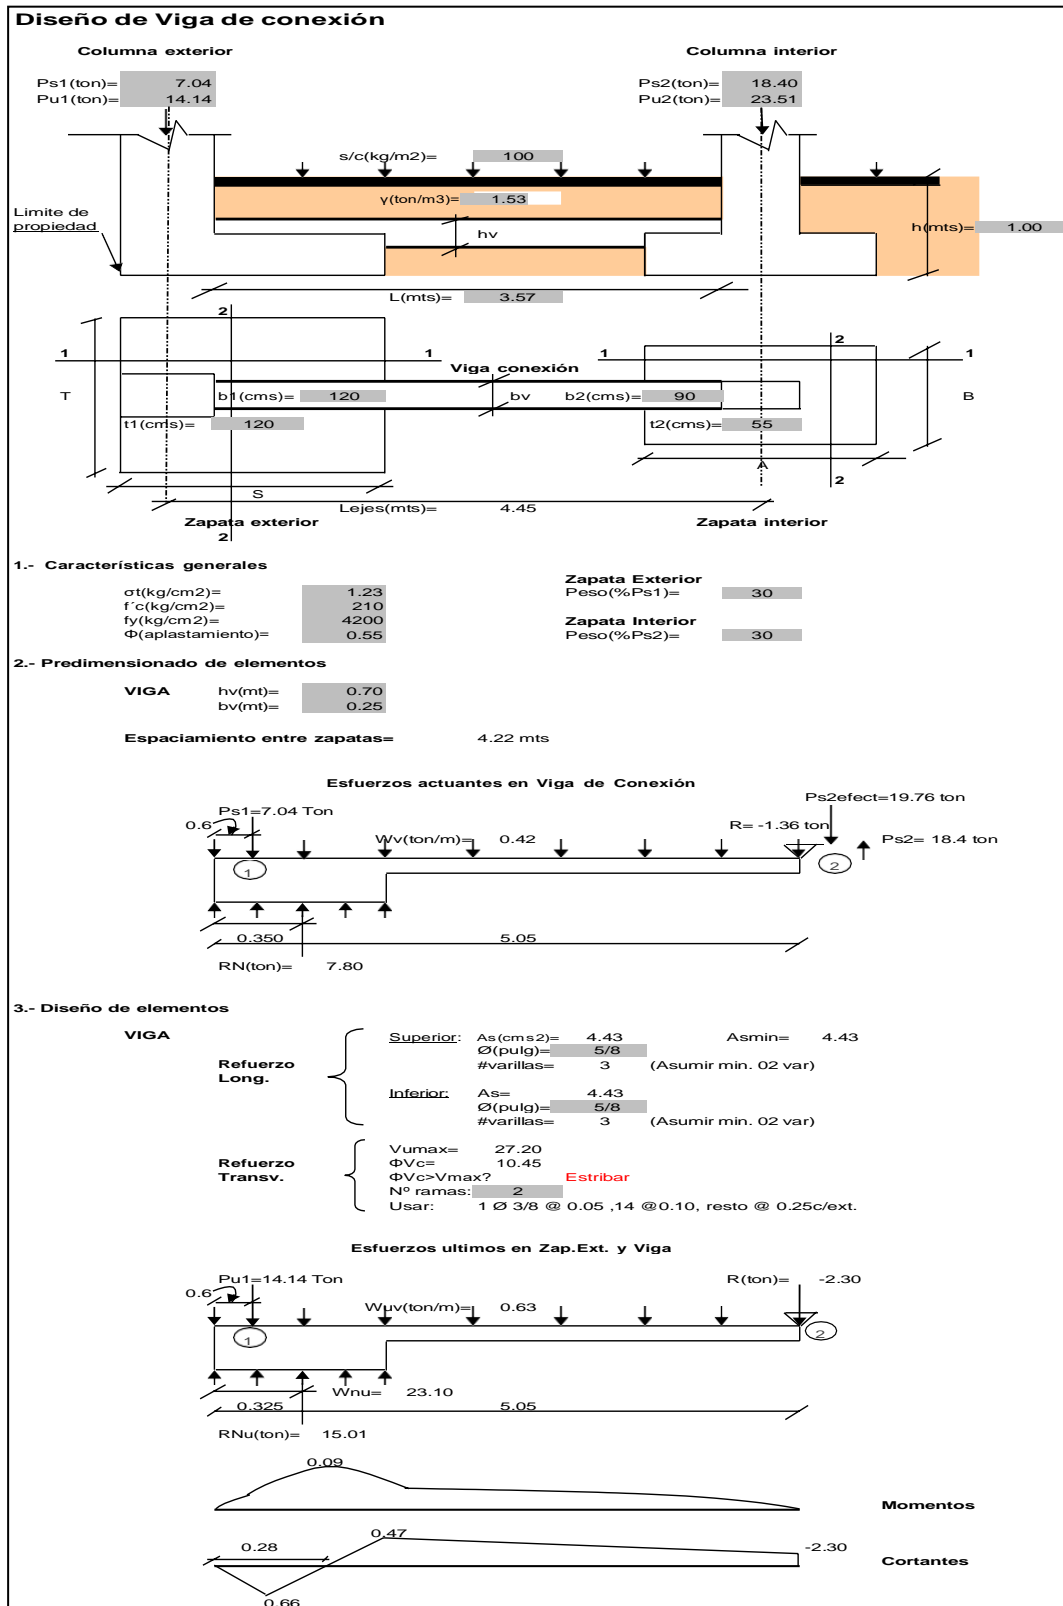 Diseño de Viga de conexión
Columna exterior Columna interior
Ps1(ton)= 7.04 Ps2(ton)= 18.40
Pu1(ton)= 14.14 Pu2(ton)= 23.51
s/c(kg/m2)= 100
γ(ton/m3)= 1.53
Limite de
propiedad
hv
h(mts)= 1.00
L(mts)= 3.57
2
2
1 1 1 1
Viga conexión
T b1(cms)= 120 bv b2(cms)= 90 B
t1(cms)= 120 t2(cms)= 55
A
2
S
Lejes(mts)= 4.45
Zapata exterior Zapata interior
2
1.- Características generales
Zapata Exterior
σt(kg/cm2)= 1.23 Peso(%Ps1)= 30
f´c(kg/cm2)= 210
fy(kg/cm2)= 4200 Zapata Interior
Φ(aplastamiento)= 0.55 Peso(%Ps2)= 30
2.- Predimensionado de elementos
VIGA hv(mt)= 0.70
bv(mt)= 0.25
Espaciamiento entre zapatas= 4.22 mts
Esfuerzos actuantes en Viga de Conexión
Ps2efect=19.76 ton
Ps1=7.04 Ton
0.6 R= -1.36 ton
Wv(ton/m)= 0.42 Ps2= 18.4 ton
1 2
0.350 5.05
RN(ton)= 7.80
3.- Diseño de elementos
VIGA Superior: As(cms2)= 4.43 Asmin= 4.43
Ø(pulg)= 5/8
Refuerzo #varillas= 3 (Asumir min. 02 var)
Long.
Inferior: As= 4.43
Ø(pulg)= 5/8
#varillas= 3 (Asumir min. 02 var)
Vumax= 27.20
Refuerzo ΦVc= 10.45
Transv. ΦVc>Vmax? Estribar
Nº ramas: 2
Usar: 1 Ø 3/8 @ 0.05 ,14 @0.10, resto @ 0.25c/ext.
Esfuerzos ultimos en Zap.Ext. y Viga
Pu1=14.14 Ton R(ton)= -2.30
0.6
Wuv(ton/m)= 0.63
1 2
Wnu= 23.10
0.325 5.05
RNu(ton)= 15.01
0.09
Momentos
0.47
0.28 -2.30
Cortantes
0.66